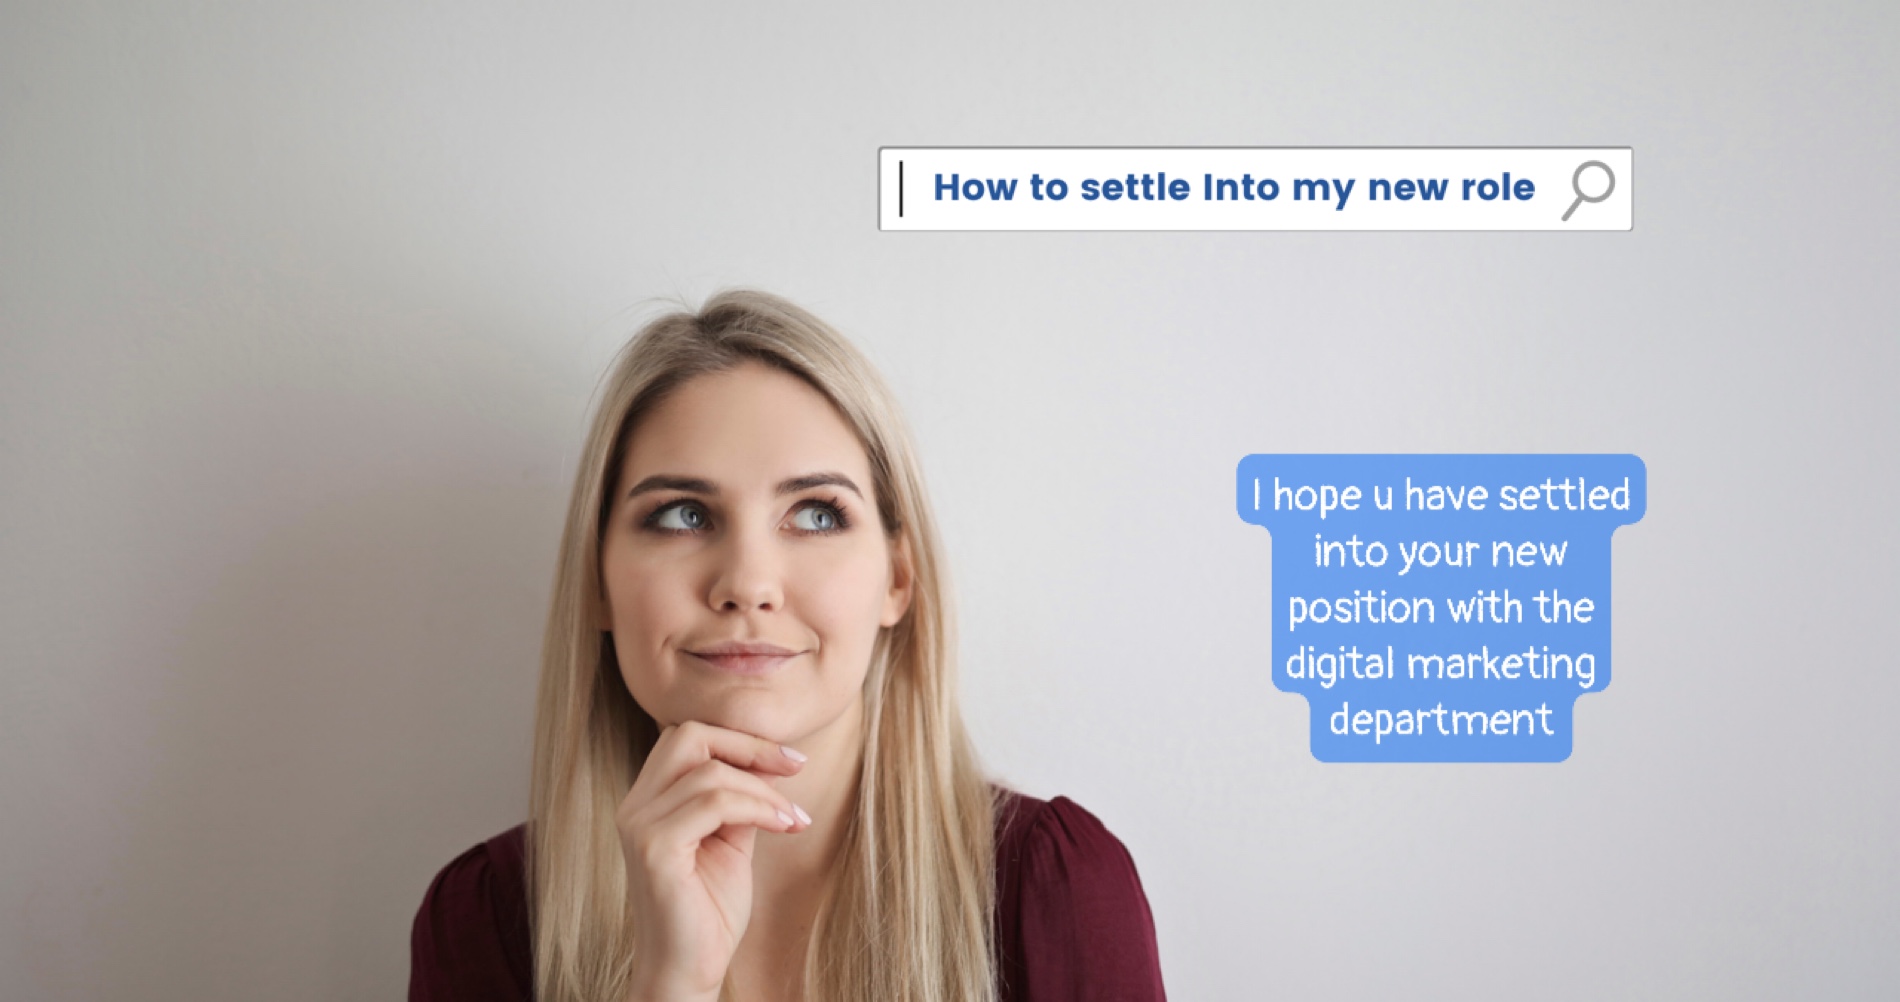 How to settle Into my new role
I hope u have settled
into your new
position with the
digital marketing
department